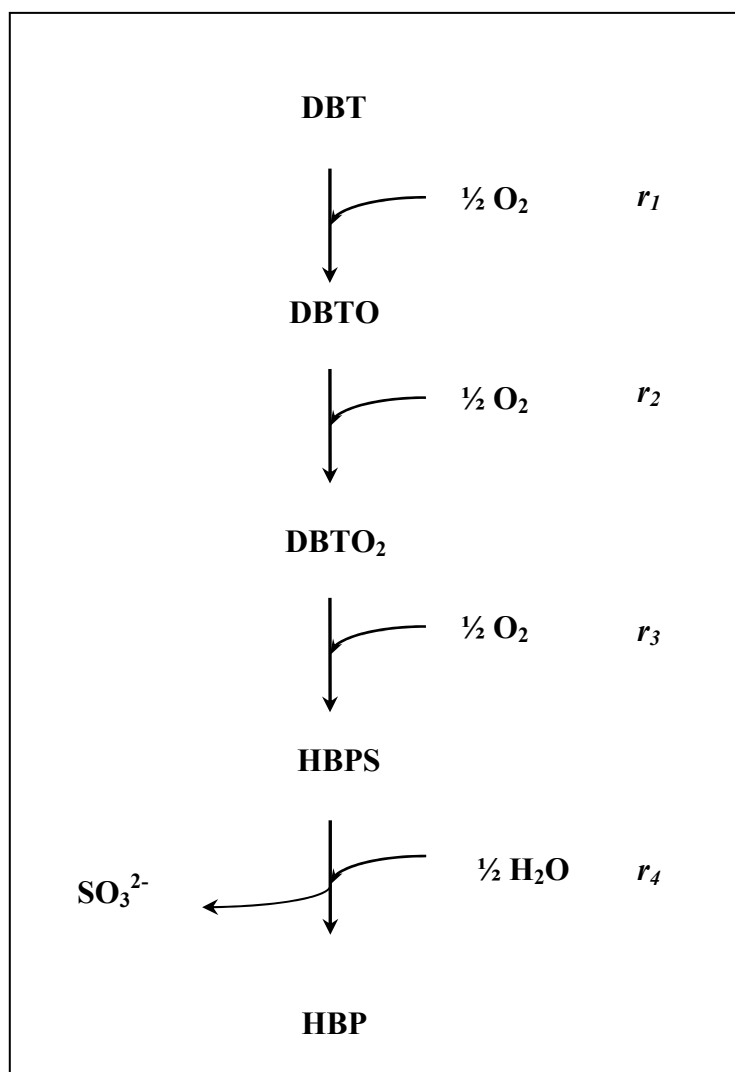 DBT
½ O₂ r₁
DBTO
½ O₂ r₂
DBTO₂
½ O₂ r₃
HBPS
½ H₂O r₄
SO₃²⁻
HBP